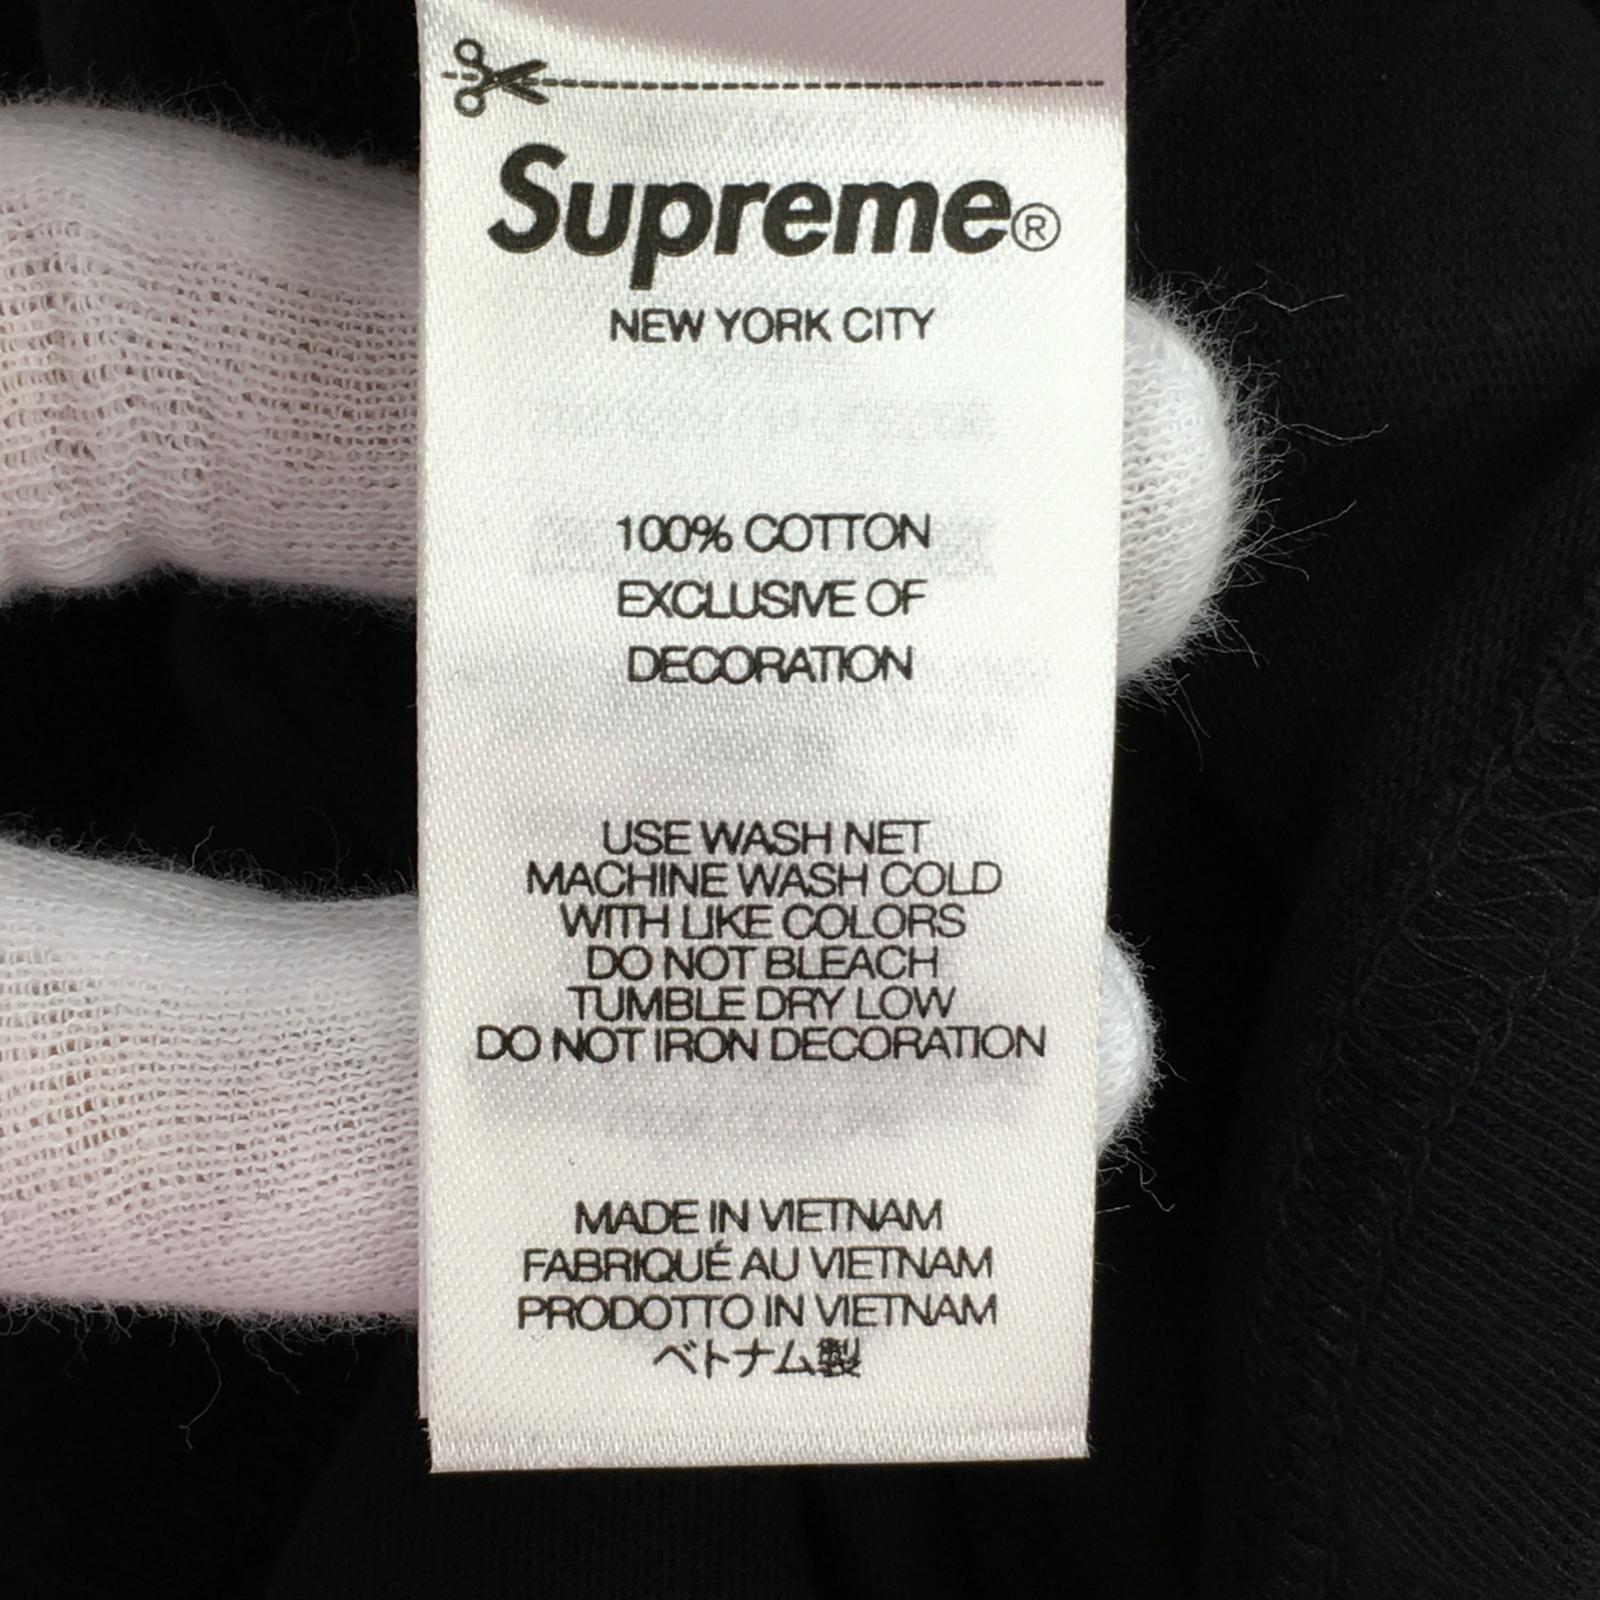 Supreme®
NEW YORK CITY
100% COTTON
EXCLUSIVE OF
DECORATION
USE WASH NET
MACHINE WASH COLD
WITH LIKE COLORS
DO NOT BLEACH
TUMBLE DRY LOW
DO NOT IRON DECORATION
MADE IN VIETNAM
FABRIQUÉ AU VIETNAM
PRODOTTO IN VIETNAM
ベトナム製